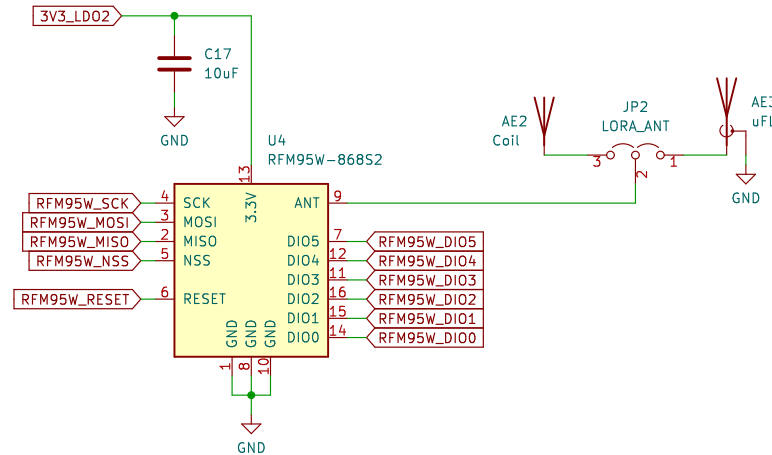 3V3_LDO2
C17
10uF
GND
U4
RFM95W-868S2
AE2
Coil
JP2
LORA_ANT
AE3
uFL
3
2
1
GND
13
3.3V
RFM95W_SCK 4 SCK
ANT 9
RFM95W_MOSI 3 MOSI
RFM95W_MISO 2 MISO
DIO5 7 RFM95W_DIO5
RFM95W_NSS 5 NSS
DIO4 12 RFM95W_DIO4
DIO3 11 RFM95W_DIO3
RFM95W_RESET 6 RESET
DIO2 16 RFM95W_DIO2
DIO1 15 RFM95W_DIO1
DIO0 14 RFM95W_DIO0
GND GND GND
1 8 10
GND